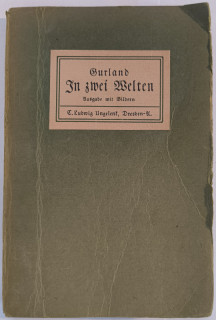 Gurland
In zwei Welten
Ausgabe mit Bildern
C. Ludwig Ungelenk, Dresden-A.